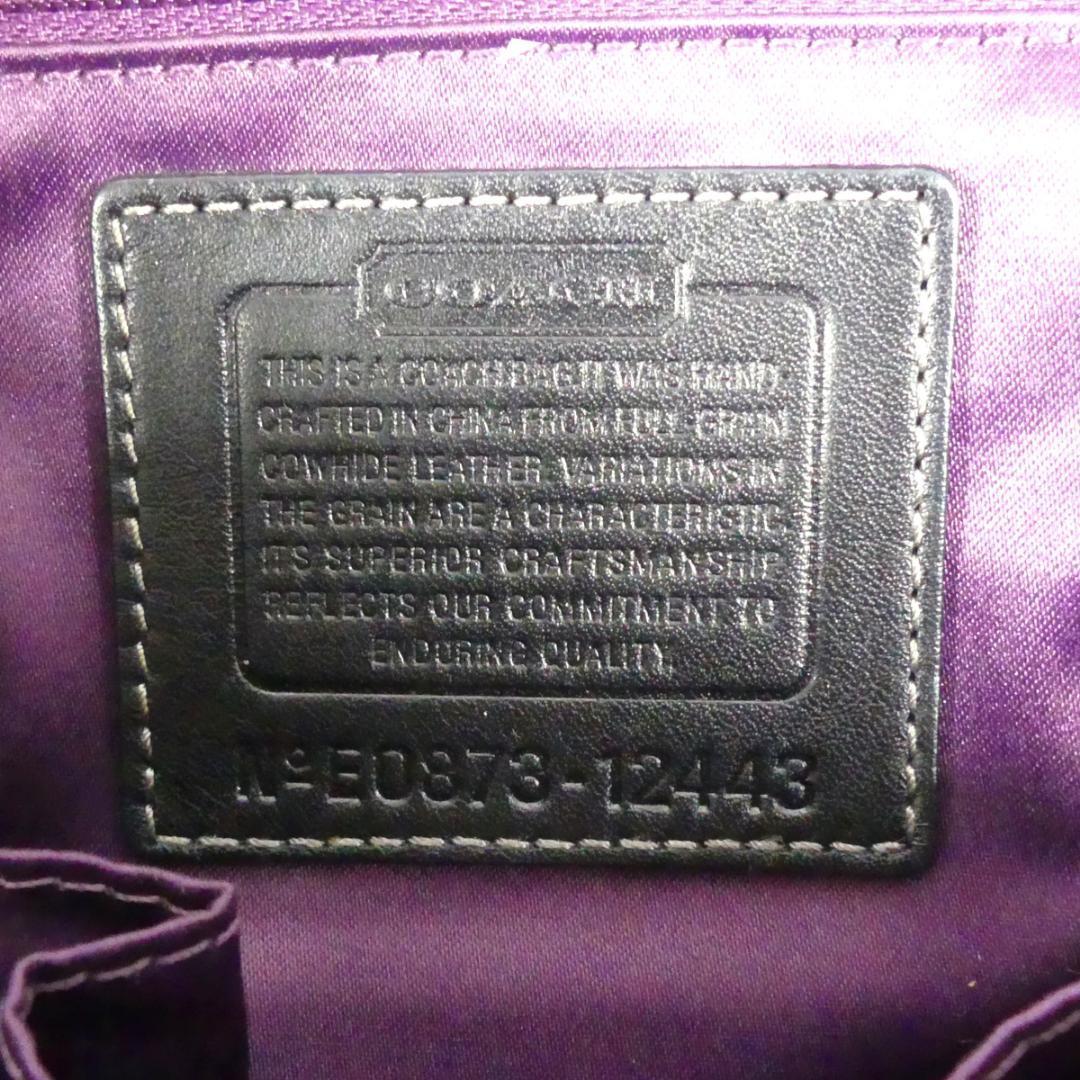 COACH
THIS IS A COACH BAG. IT WAS HAND-
CRAFTED IN CHINA FROM FULL GRAIN
COWHIDE LEATHER. VARIATIONS IN
THE GRAIN ARE A CHARACTERISTIC.
ITS SUPERIOR CRAFTSMANSHIP
REFLECTS OUR COMMITMENT TO
ENDURING QUALITY.
Nº E0873-12443